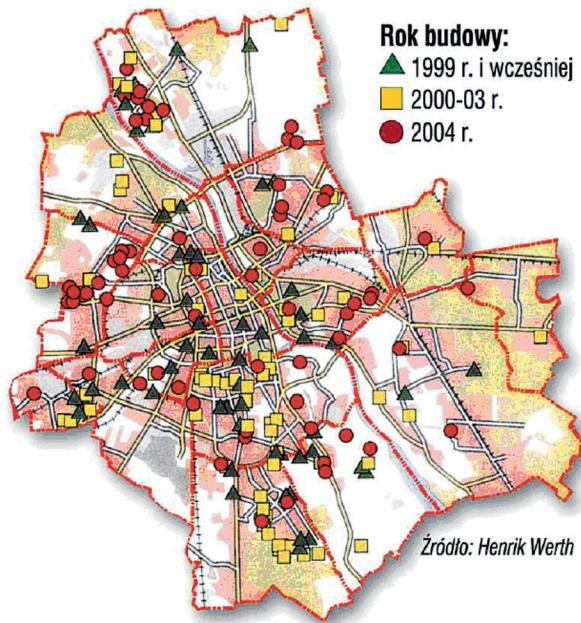 Rok budowy:
1999 r. i wcześniej
2000-03 r.
2004 r.
Źródło: Henrik Werth